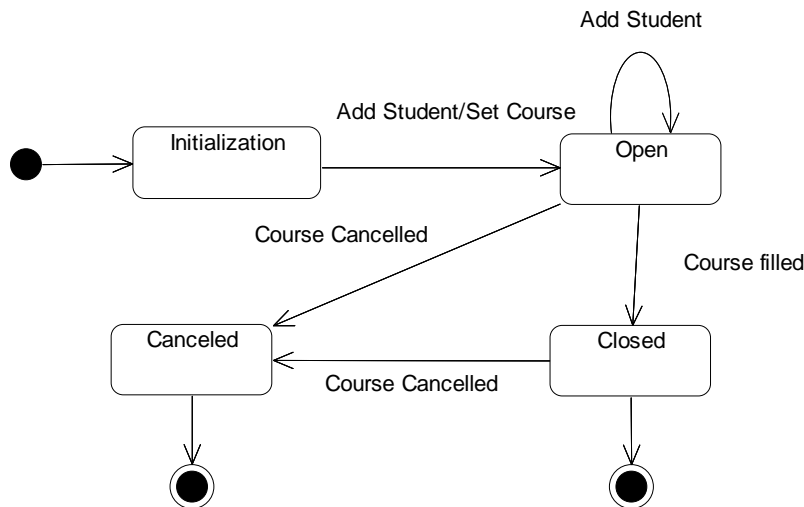 Add Student
Add Student/Set Course
Initialization
Open
Course Cancelled
Course filled
Canceled
Closed
Course Cancelled